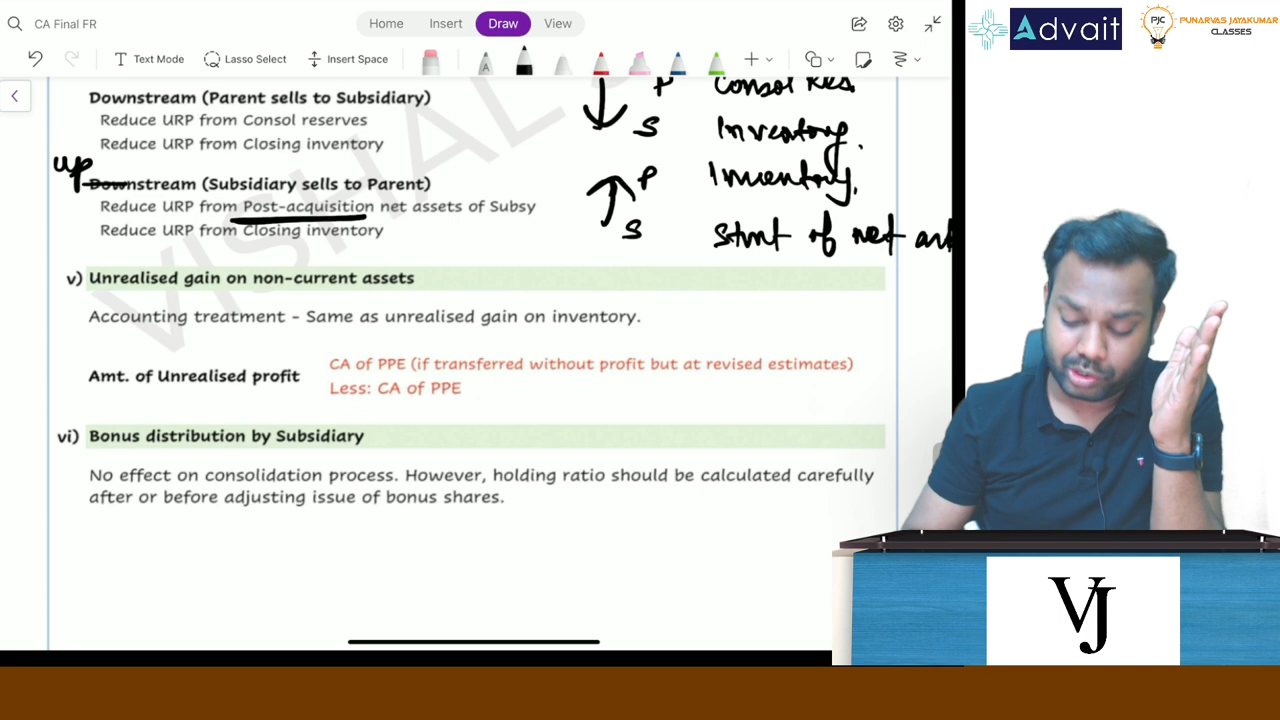 CA Final FR
Home Insert Draw View
Advait
PJC
PUNARVAS JAYAKUMAR
CLASSES
Text Mode Lasso Select Insert Space
Downstream (Parent sells to Subsidiary)
Reduce URP from Consol reserves
Reduce URP from Closing inventory
P Consol Res.
S Inventory.
up
Downstream (Subsidiary sells to Parent)
Reduce URP from Post-acquisition net assets of Subsy
Reduce URP from Closing inventory
P Inventory.
S Stmt of net
v) Unrealised gain on non-current assets
Accounting treatment - Same as unrealised gain on inventory.
Amt. of Unrealised profit
CA of PPE (if transferred without profit but at revised estimates)
Less: CA of PPE
vi) Bonus distribution by Subsidiary
No effect on consolidation process. However, holding ratio should be calculated carefully
after or before adjusting issue of bonus shares.
VISHAL
VJ